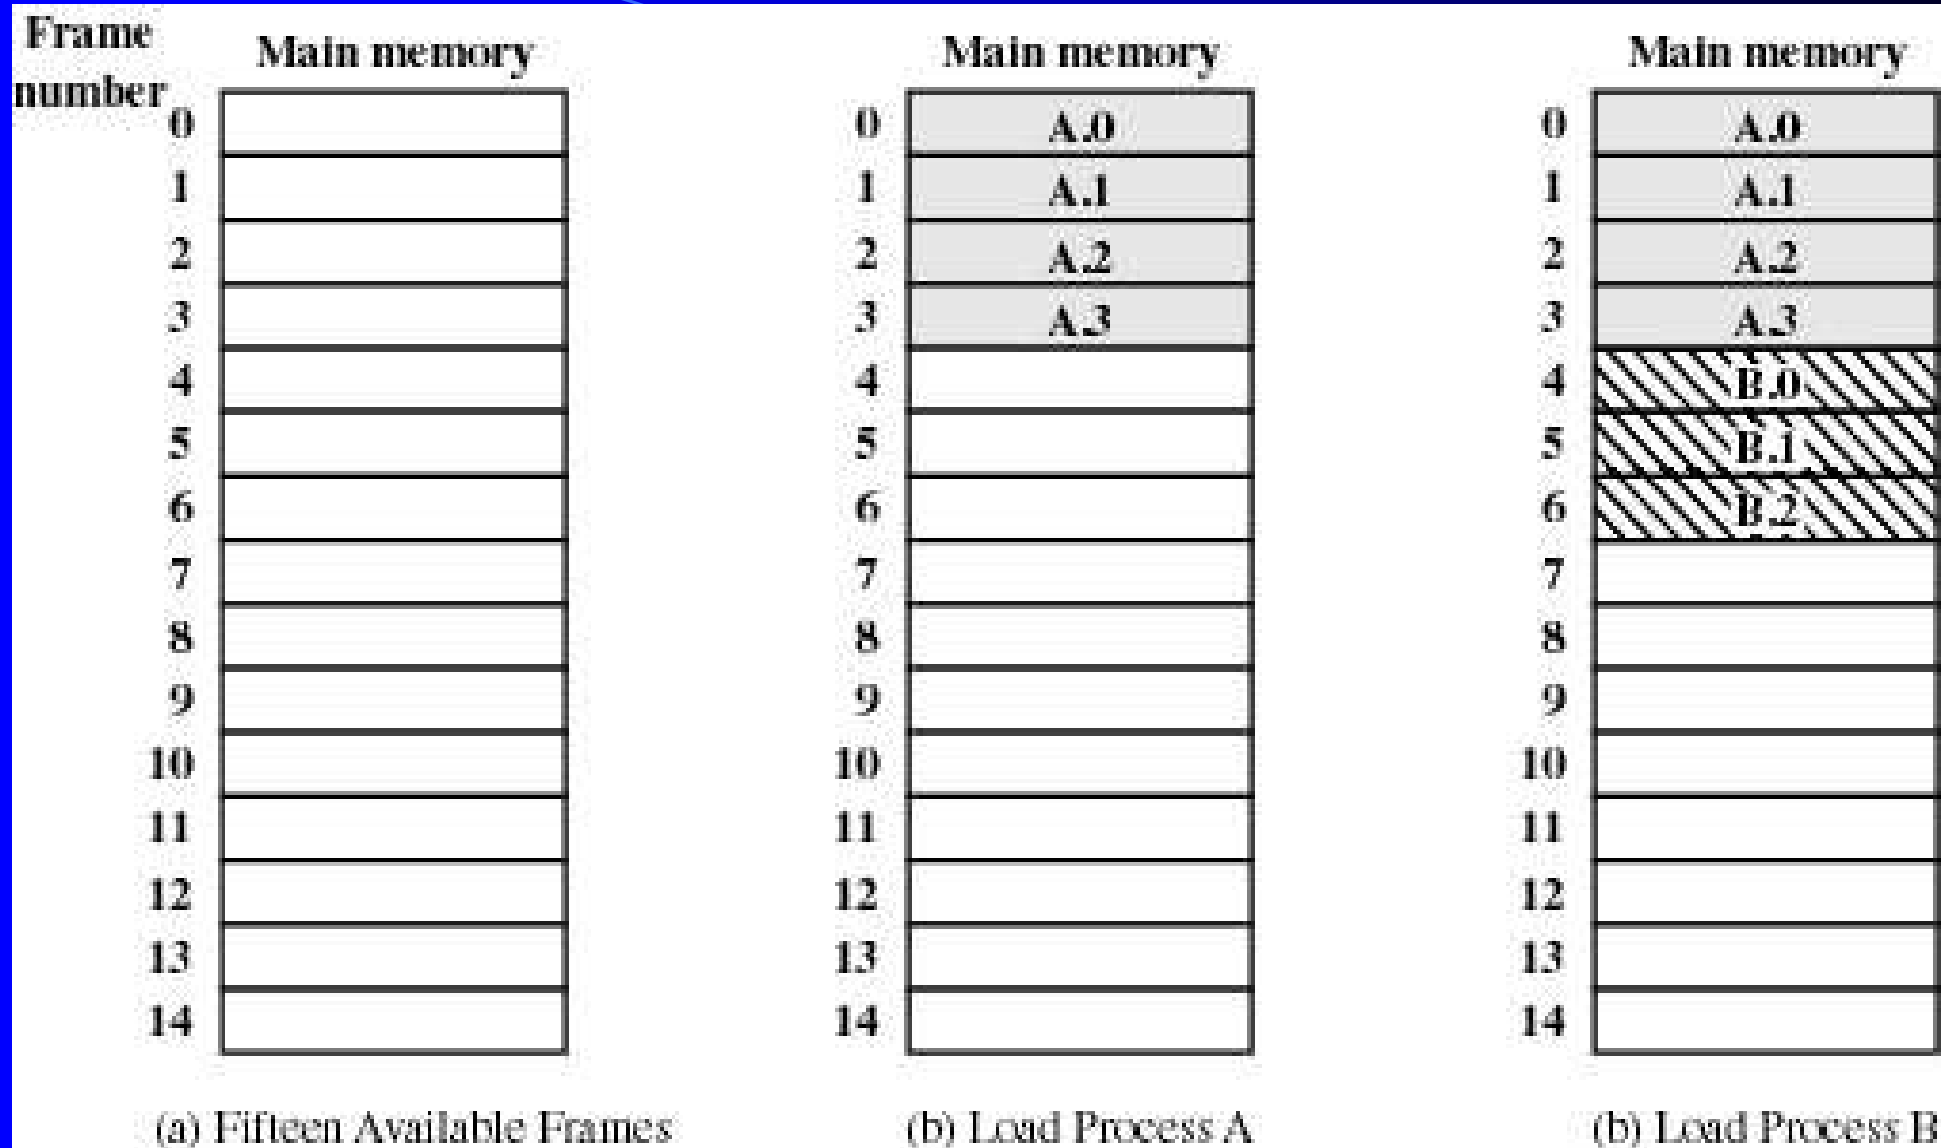 Frame number
Main memory
0
1
2
3
4
5
6
7
8
9
10
11
12
13
14
(a) Fifteen Available Frames
Main memory
0 A.0
1 A.1
2 A.2
3 A.3
4
5
6
7
8
9
10
11
12
13
14
(b) Load Process A
Main memory
0 A.0
1 A.1
2 A.2
3 A.3
4 B.0
5 B.1
6 B.2
7
8
9
10
11
12
13
14
(b) Load Process B